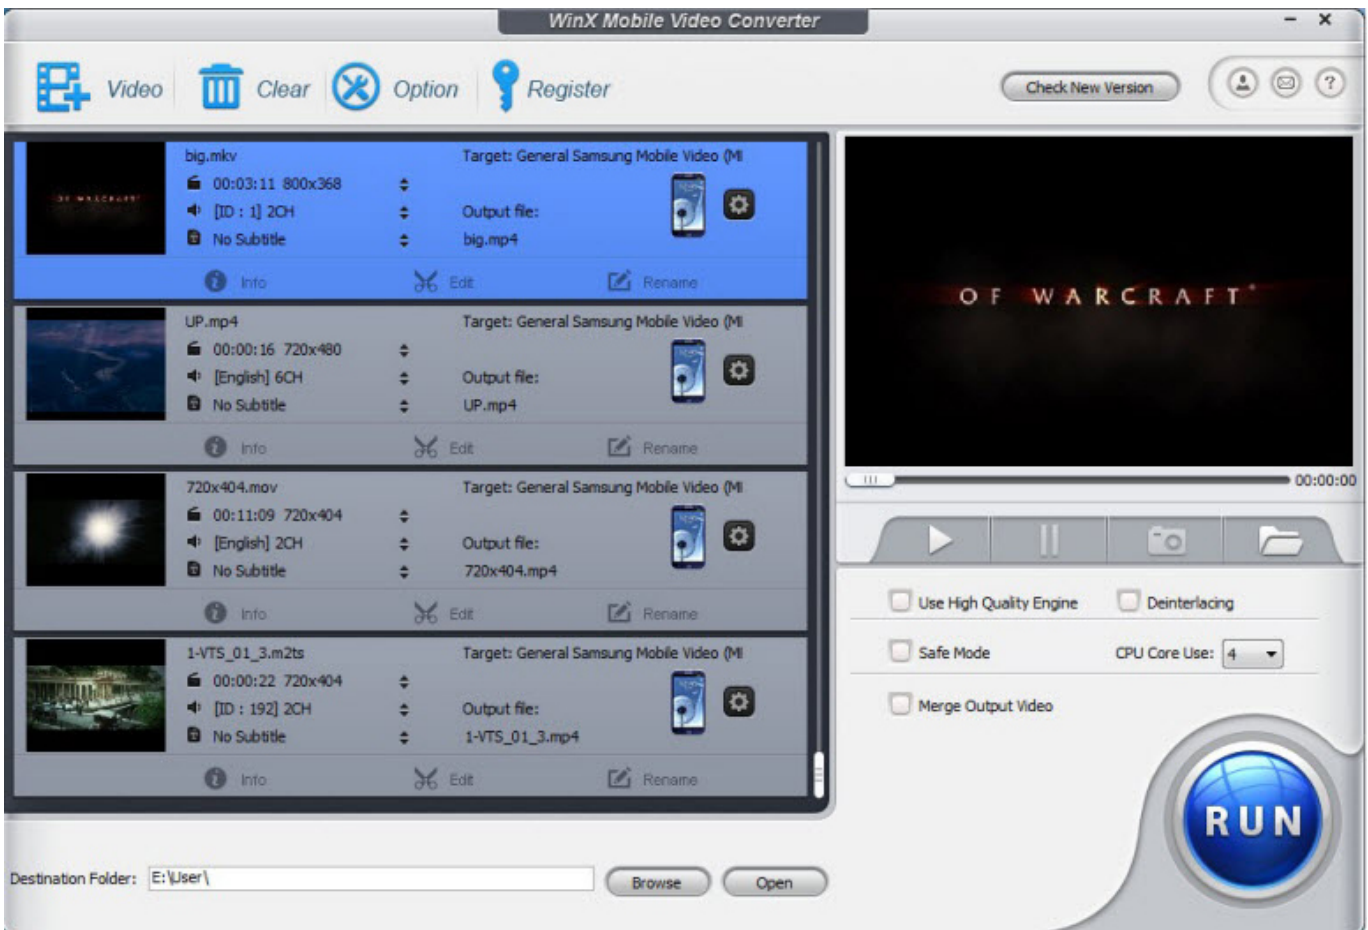 WinX Mobile Video Converter
Video Clear Option Register
Check New Version
big.mkv
Target: General Samsung Mobile Video (M
00:03:11 800x368
[ID : 1] 2CH
Output file:
No Subtitle
big.mp4
Info Edit Rename
UP.mp4
Target: General Samsung Mobile Video (M
00:00:16 720x480
[English] 6CH
Output file:
No Subtitle
UP.mp4
Info Edit Rename
720x404.mov
Target: General Samsung Mobile Video (M
00:11:09 720x404
[English] 2CH
Output file:
No Subtitle
720x404.mp4
Info Edit Rename
1-VTS_01_3.m2ts
Target: General Samsung Mobile Video (M
00:00:22 720x404
[ID : 192] 2CH
Output file:
No Subtitle
1-VTS_01_3.mp4
Info Edit Rename
OF WARCRAFT
OF WARCRAFT
00:00:00
Use High Quality Engine
Deinterlacing
Safe Mode
CPU Core Use: 4
Merge Output Video
RUN
Destination Folder: E:\User\
Browse
Open